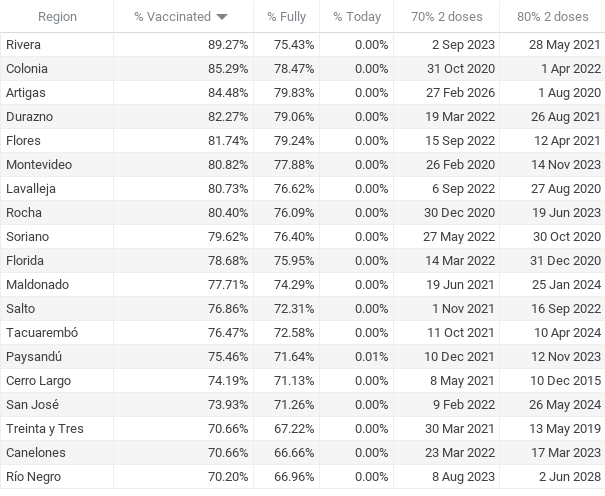 Region % Vaccinated % Fully % Today 70% 2 doses 80% 2 doses
Rivera 89.27% 75.43% 0.00% 2 Sep 2023 28 May 2021
Colonia 85.29% 78.47% 0.00% 31 Oct 2020 1 Apr 2022
Artigas 84.48% 79.83% 0.00% 27 Feb 2026 1 Aug 2020
Durazno 82.27% 79.06% 0.00% 19 Mar 2022 26 Aug 2021
Flores 81.74% 79.24% 0.00% 15 Sep 2022 12 Apr 2021
Montevideo 80.82% 77.88% 0.00% 26 Feb 2020 14 Nov 2023
Lavalleja 80.73% 76.62% 0.00% 6 Sep 2022 27 Aug 2020
Rocha 80.40% 76.09% 0.00% 30 Dec 2020 19 Jun 2023
Soriano 79.62% 76.40% 0.00% 27 May 2022 30 Oct 2020
Florida 78.68% 75.95% 0.00% 14 Mar 2022 31 Dec 2020
Maldonado 77.71% 74.29% 0.00% 19 Jun 2021 25 Jan 2024
Salto 76.86% 72.31% 0.00% 1 Nov 2021 16 Sep 2022
Tacuarembó 76.47% 72.58% 0.00% 11 Oct 2021 10 Apr 2024
Paysandú 75.46% 71.64% 0.01% 10 Dec 2021 12 Nov 2023
Cerro Largo 74.19% 71.13% 0.00% 8 May 2021 10 Dec 2015
San José 73.93% 71.26% 0.00% 9 Feb 2022 26 May 2024
Treinta y Tres 70.66% 67.22% 0.00% 30 Mar 2021 13 May 2019
Canelones 70.66% 66.66% 0.00% 23 Mar 2022 17 Mar 2023
Río Negro 70.20% 66.96% 0.00% 8 Aug 2023 2 Jun 2028